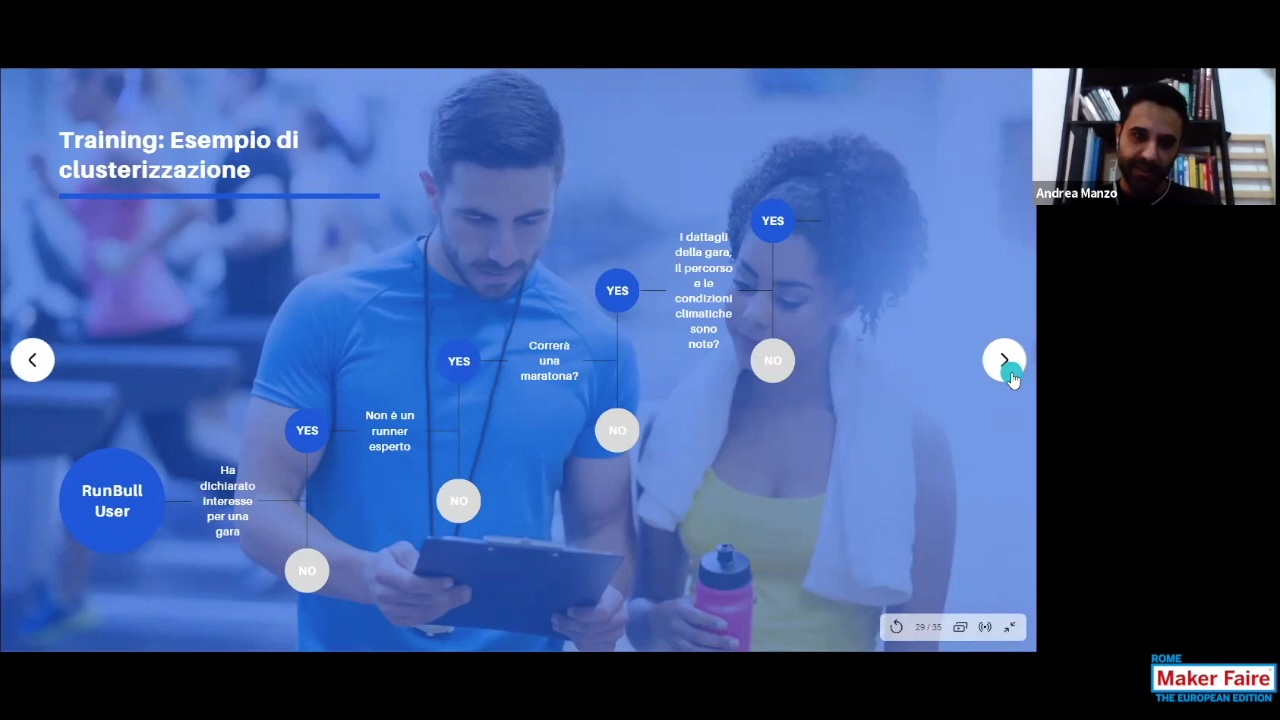 Training: Esempio di
clusterizzazione
RunBull
User
Ha
dichiarato
interesse
per una
gara
YES
NO
Non è un
runner
esperto
YES
NO
Correrà
una
maratona?
YES
NO
I dattagli
della gara,
il percorso
e le
condizioni
climatiche
sono
note?
YES
NO
29 / 35
Andrea Manzo
ROME
Maker Faire
THE EUROPEAN EDITION